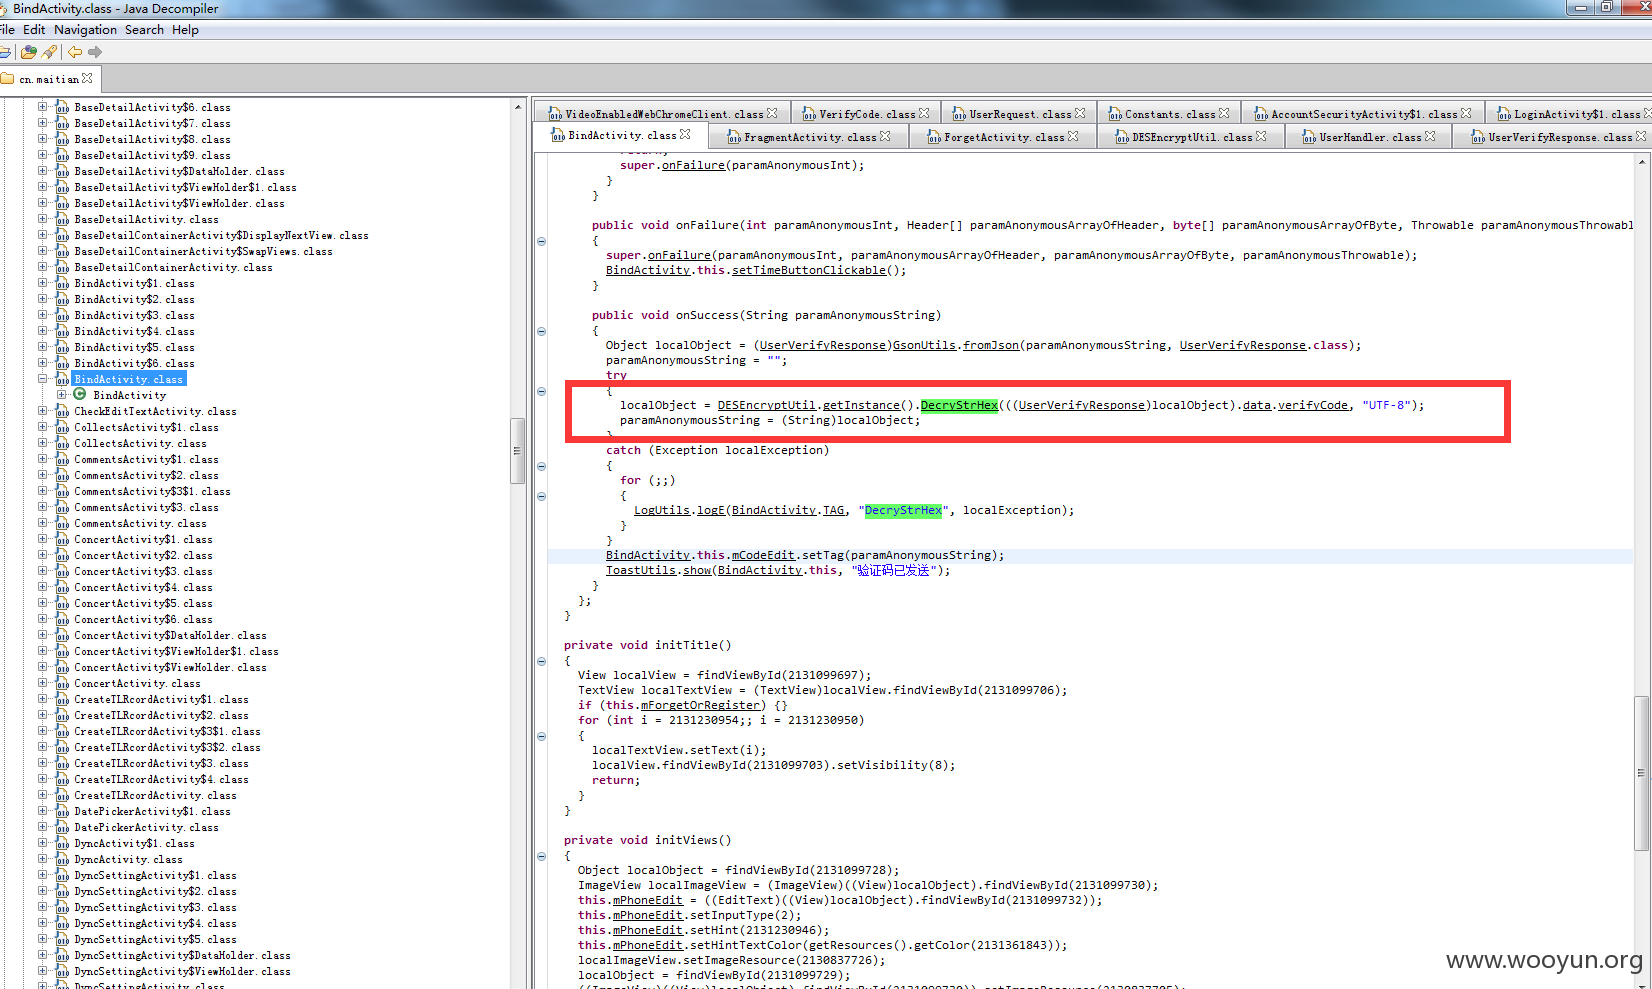 BindActivity.class - Java Decompiler
File Edit Navigation Search Help
cn.maitian
BaseDetailActivity$6.class
BaseDetailActivity$7.class
BaseDetailActivity$8.class
BaseDetailActivity$9.class
BaseDetailActivity$DataHolder.class
BaseDetailActivity$ViewHolder$1.class
BaseDetailActivity$ViewHolder.class
BaseDetailActivity.class
BaseDetailContainerActivity$DisplayNextView.class
BaseDetailContainerActivity$SwapViews.class
BaseDetailContainerActivity.class
BindActivity$1.class
BindActivity$2.class
BindActivity$3.class
BindActivity$4.class
BindActivity$5.class
BindActivity$6.class
BindActivity.class
BindActivity
CheckEditTextActivity.class
CollectsActivity$1.class
CollectsActivity.class
CommentsActivity$1.class
CommentsActivity$2.class
CommentsActivity$3$1.class
CommentsActivity$3.class
CommentsActivity.class
ConcertActivity$1.class
ConcertActivity$2.class
ConcertActivity$3.class
ConcertActivity$4.class
ConcertActivity$5.class
ConcertActivity$6.class
ConcertActivity$DataHolder.class
ConcertActivity$ViewHolder$1.class
ConcertActivity$ViewHolder.class
ConcertActivity.class
CreateTLRcordActivity$1.class
CreateTLRcordActivity$2.class
CreateTLRcordActivity$3$1.class
CreateTLRcordActivity$3$2.class
CreateTLRcordActivity$3.class
CreateTLRcordActivity$4.class
CreateTLRcordActivity.class
DatePickerActivity$1.class
DatePickerActivity.class
DyncActivity$1.class
DyncActivity.class
DyncSettingActivity$1.class
DyncSettingActivity$2.class
DyncSettingActivity$3.class
DyncSettingActivity$4.class
DyncSettingActivity$5.class
DyncSettingActivity$DataHolder.class
DyncSettingActivity$ViewHolder.class
DyncSettingActivity.class
VideoEnabledWebChromeClient.class VerifyCode.class UserRequest.class Constants.class AccountSecurityActivity$1.class LoginActivity$1.class
BindActivity.class FragmentActivity.class ForgetActivity.class DESEncryptUtil.class UserHandler.class UserVerifyResponse.class
return;
super.onFailure(paramAnonymousInt);
}
}
public void onFailure(int paramAnonymousInt, Header[] paramAnonymousArrayOfHeader, byte[] paramAnonymousArrayOfByte, Throwable paramAnonymousThrowabl
{
super.onFailure(paramAnonymousInt, paramAnonymousArrayOfHeader, paramAnonymousArrayOfByte, paramAnonymousThrowable);
BindActivity.this.setTimeButtonClickable();
}
public void onSuccess(String paramAnonymousString)
{
Object localObject = (UserVerifyResponse)GsonUtils.fromJson(paramAnonymousString, UserVerifyResponse.class);
paramAnonymousString = "";
try
{
localObject = DESEncryptUtil.getInstance().DecryStrHex(((UserVerifyResponse)localObject).data.verifyCode, "UTF-8");
paramAnonymousString = (String)localObject;
}
catch (Exception localException)
{
for (;;)
{
LogUtils.logE(BindActivity.TAG, "DecryStrHex", localException);
}
}
BindActivity.this.mCodeEdit.setTag(paramAnonymousString);
ToastUtils.show(BindActivity.this, "验证码已发送");
}
};
}
private void initTitle()
{
View localView = findViewById(2131099697);
TextView localTextView = (TextView)localView.findViewById(2131099706);
if (this.mForgetOrRegister) {}
for (int i = 2131230954;; i = 2131230950)
{
localTextView.setText(i);
localView.findViewById(2131099703).setVisibility(8);
return;
}
}
private void initViews()
{
Object localObject = findViewById(2131099728);
ImageView localImageView = (ImageView)((View)localObject).findViewById(2131099730);
this.mPhoneEdit = ((EditText)((View)localObject).findViewById(2131099732));
this.mPhoneEdit.setInputType(2);
this.mPhoneEdit.setHint(2131230946);
this.mPhoneEdit.setHintTextColor(getResources().getColor(2131361843));
localImageView.setImageResource(2130837726);
localObject = findViewById(2131099729);
((ImageView)((View)localObject).findViewById(2131099730)).setImageResource(2130837705);
www.wooyun.org